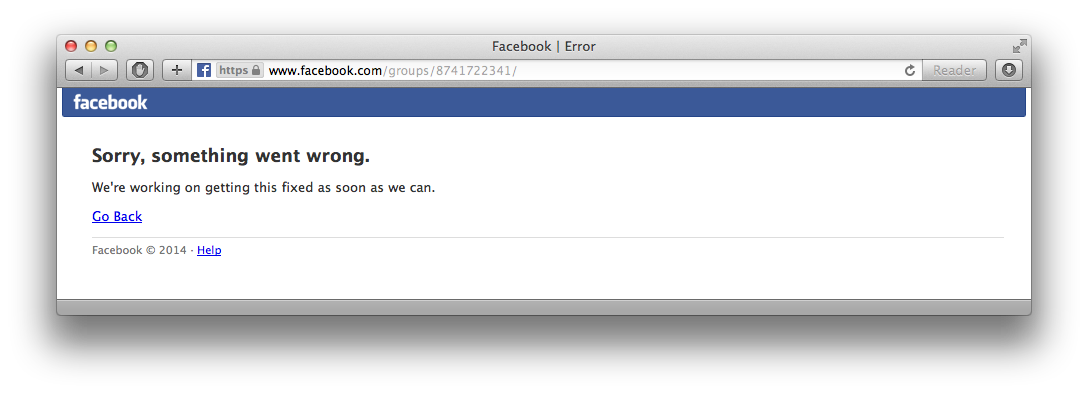 Facebook | Error
https www.facebook.com/groups/8741722341/ Reader
facebook
Sorry, something went wrong.
We're working on getting this fixed as soon as we can.
Go Back
Facebook © 2014 · Help